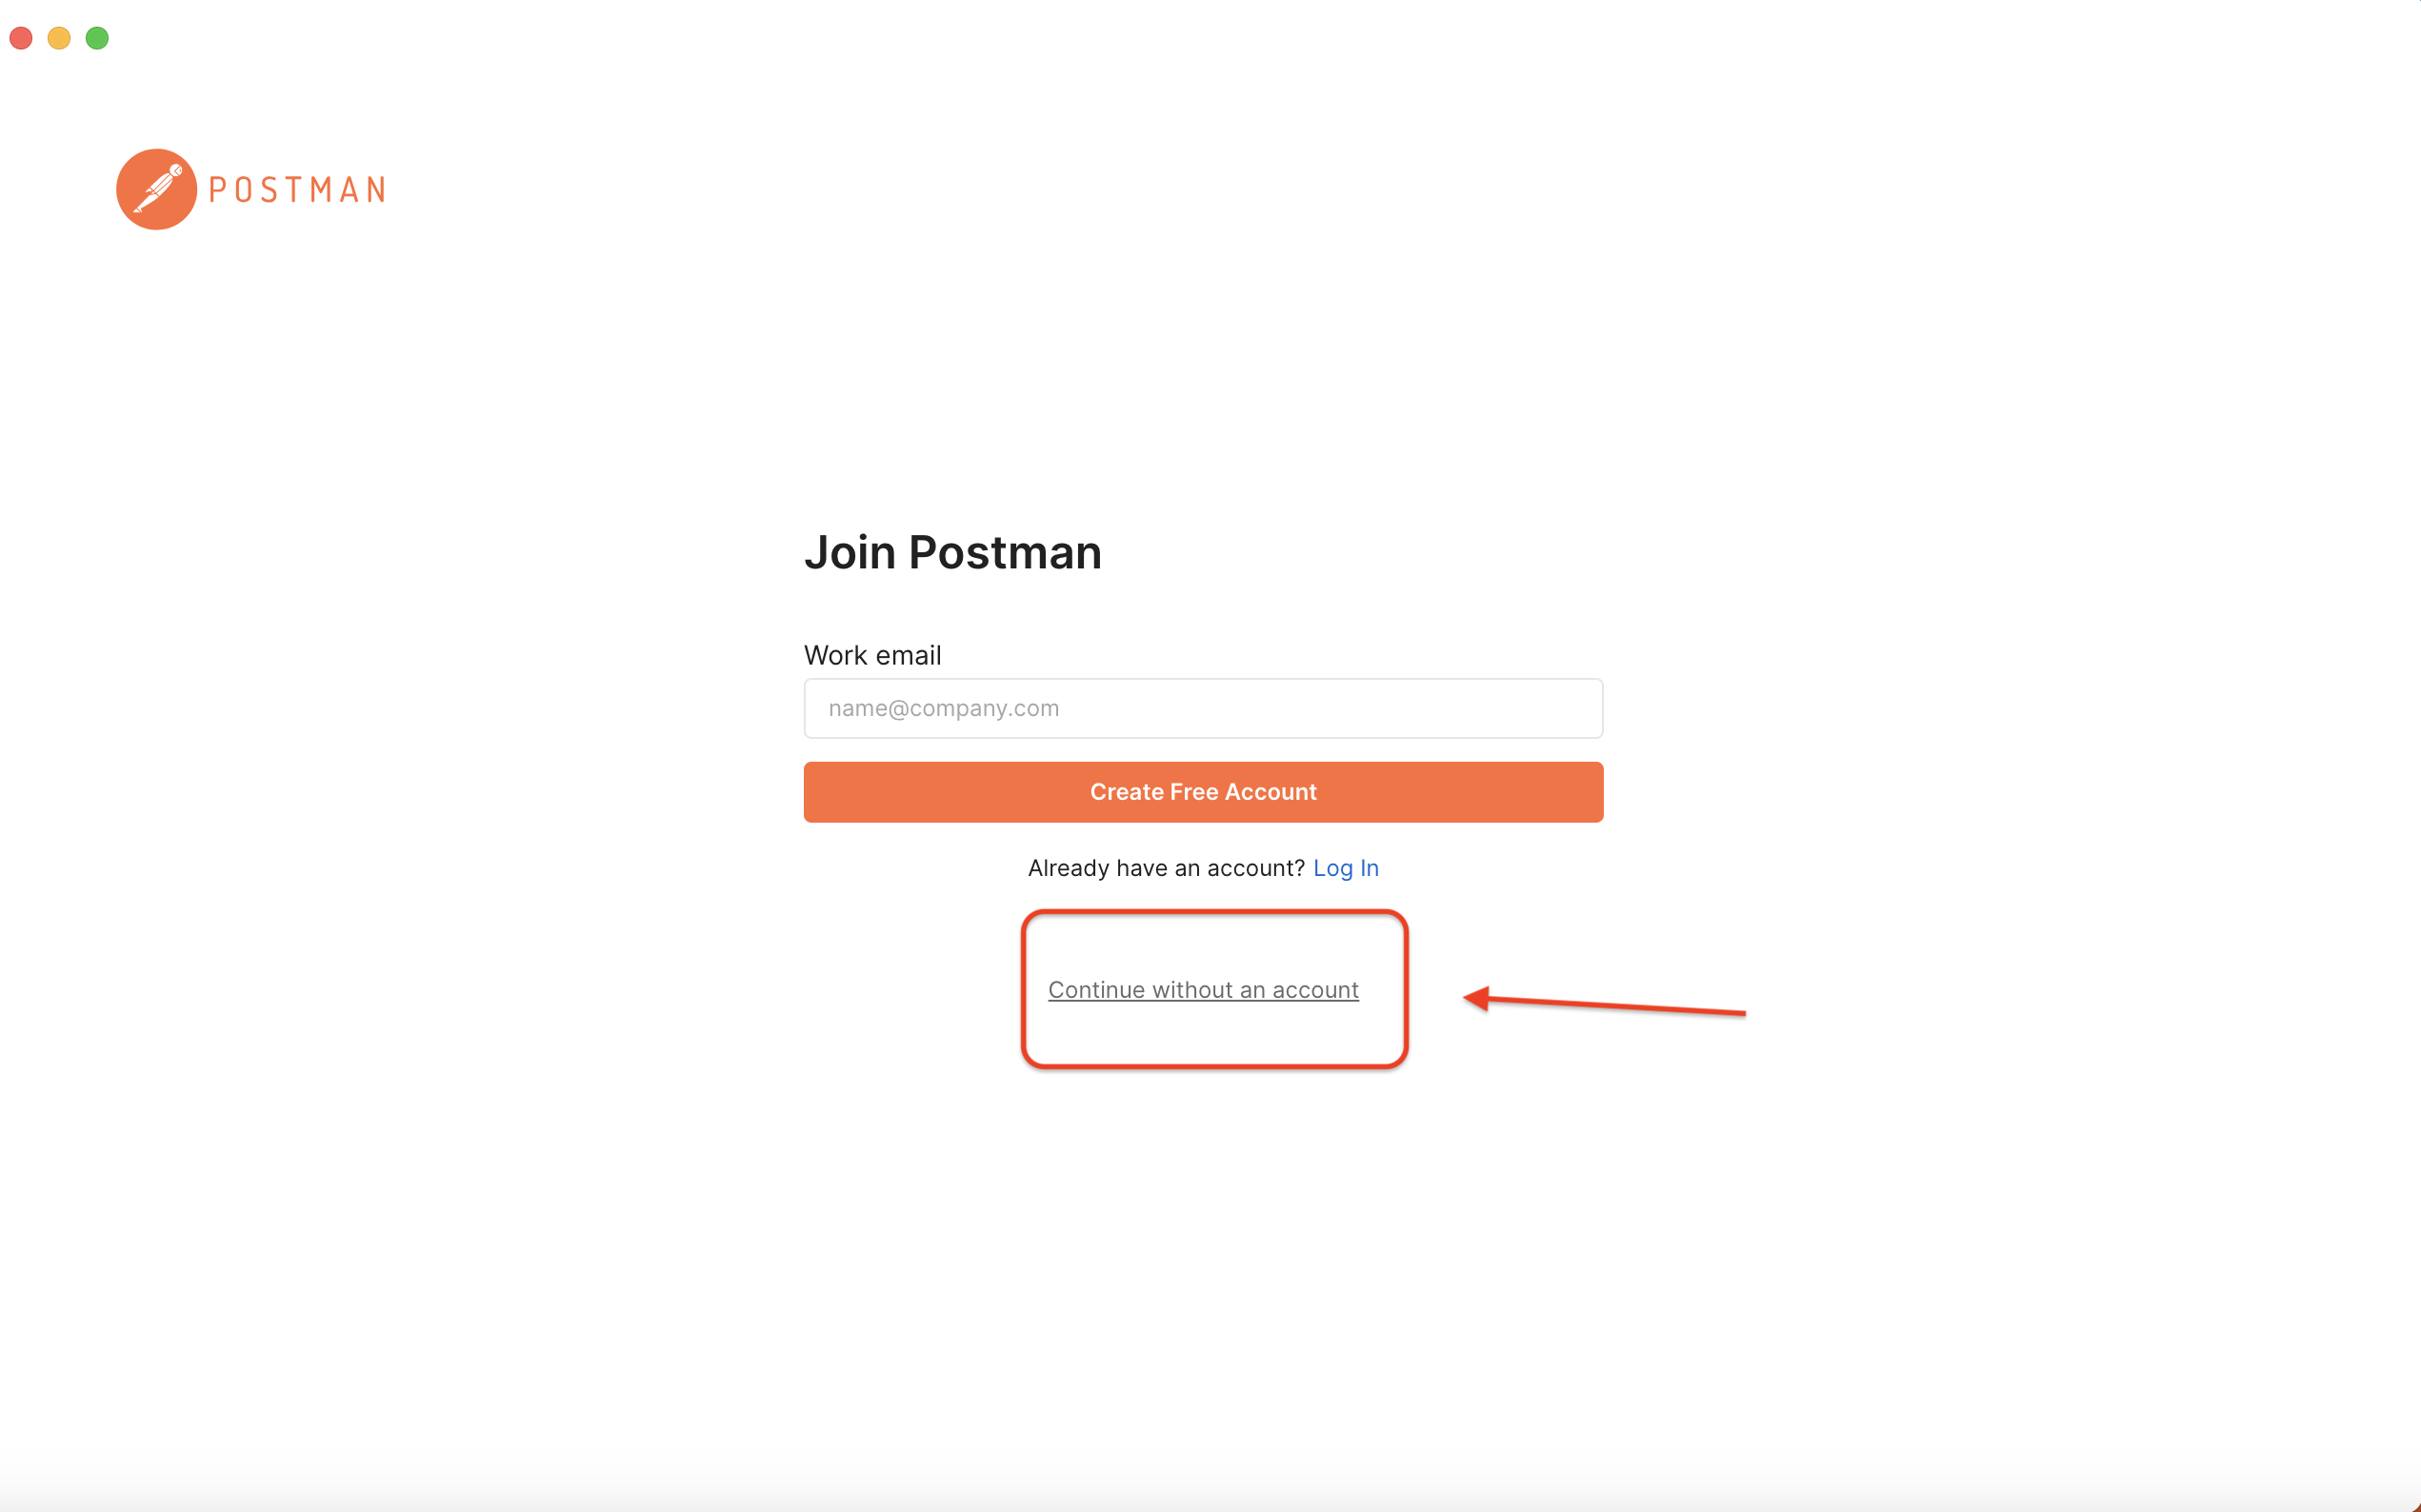 POSTMAN
Join Postman
Work email
name@company.com
Create Free Account
Already have an account? Log In
Continue without an account